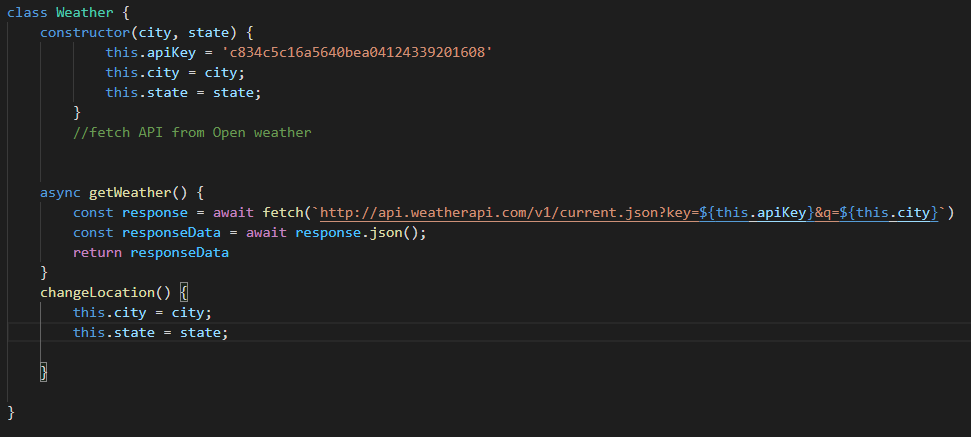 class Weather {
constructor(city, state) {
this.apiKey = 'c834c5c16a5640bea04124339201608'
this.city = city;
this.state = state;
}
//fetch API from Open weather
async getWeather() {
const response = await fetch(`http://api.weatherapi.com/v1/current.json?key=${this.apiKey}&q=${this.city}`)
const responseData = await response.json();
return responseData
}
changeLocation() {
this.city = city;
this.state = state;
}
}